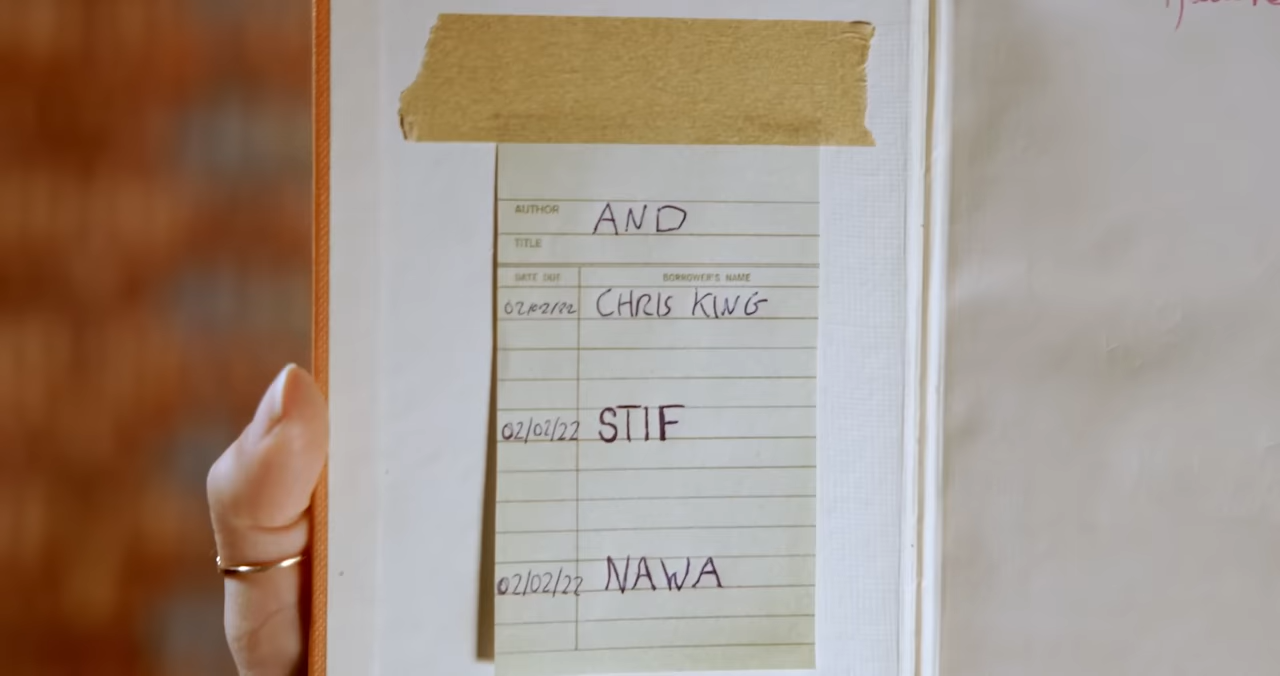 AUTHOR AND
TITLE
DATE DUE BORROWER'S NAME
02/02/22 CHRIS KING
02/02/22 STIF
02/02/22 NAWA